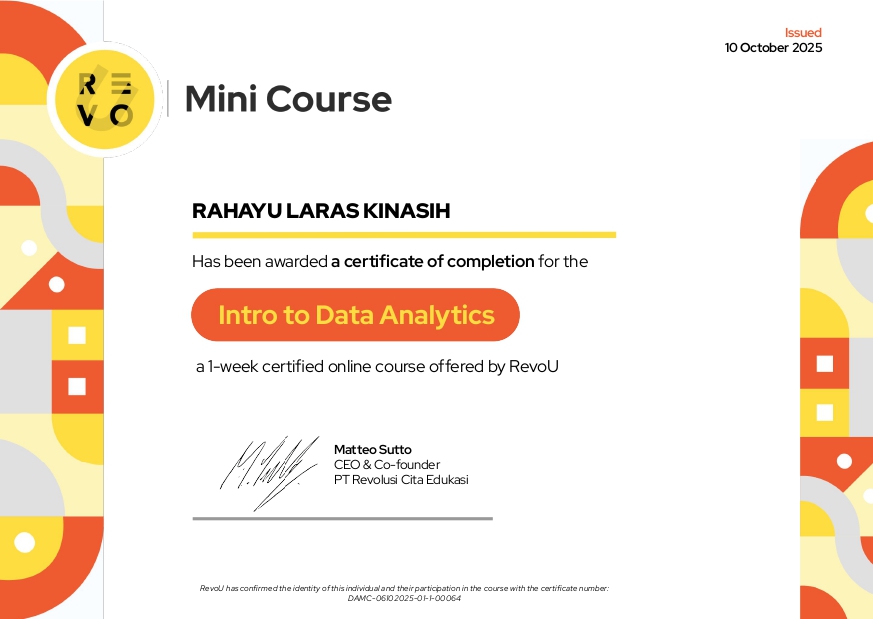 Issued
10 October 2025
RE
VO
Mini Course
RAHAYU LARAS KINASIH
Has been awarded a certificate of completion for the
Intro to Data Analytics
a 1-week certified online course offered by RevoU
Matteo Sutto
CEO & Co-founder
PT Revolusi Cita Edukasi
RevoU has confirmed the identity of this individual and their participation in the course with the certificate number:
DAMC-06102025-01-1-00064